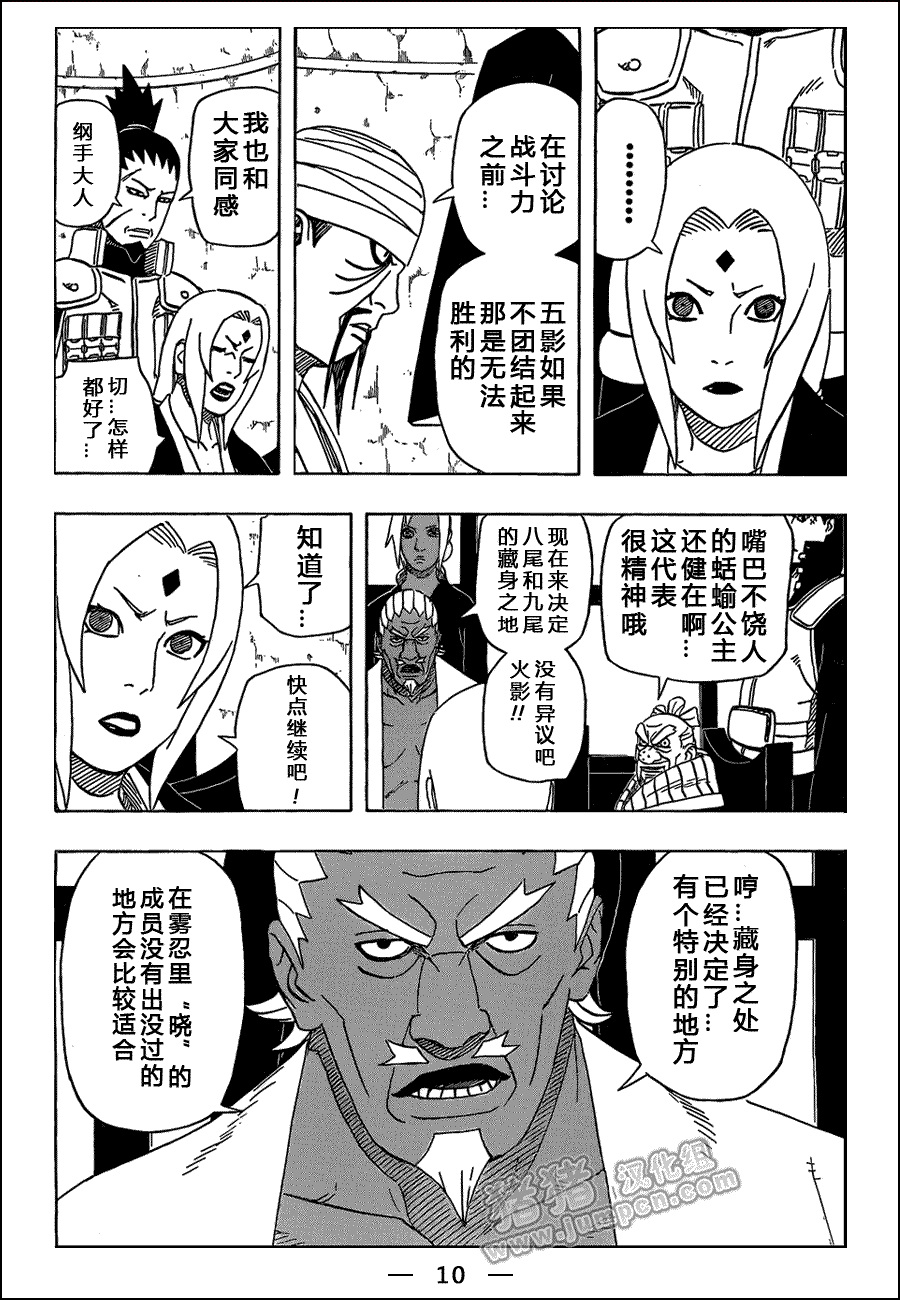 ………
在讨论
战斗力
之前…
五影如果
不团结起来
那是无法
胜利的
我也和
大家同感
纲手大人
切…怎样
都好了…
嘴巴不饶人
的蛞蝓公主
还健在啊…
这代表
很精神哦
现在来决定
八尾和九尾
的藏身之地
没有异议吧
火影!!
知道
了…
快点继续吧！
哼…藏身之处
已经决定了…
有个特别的地方
在雾忍里“晓”的
成员没有出没过的
地方会比较适合
猪猪汉化组
www.jumpcn.com
— 10 —